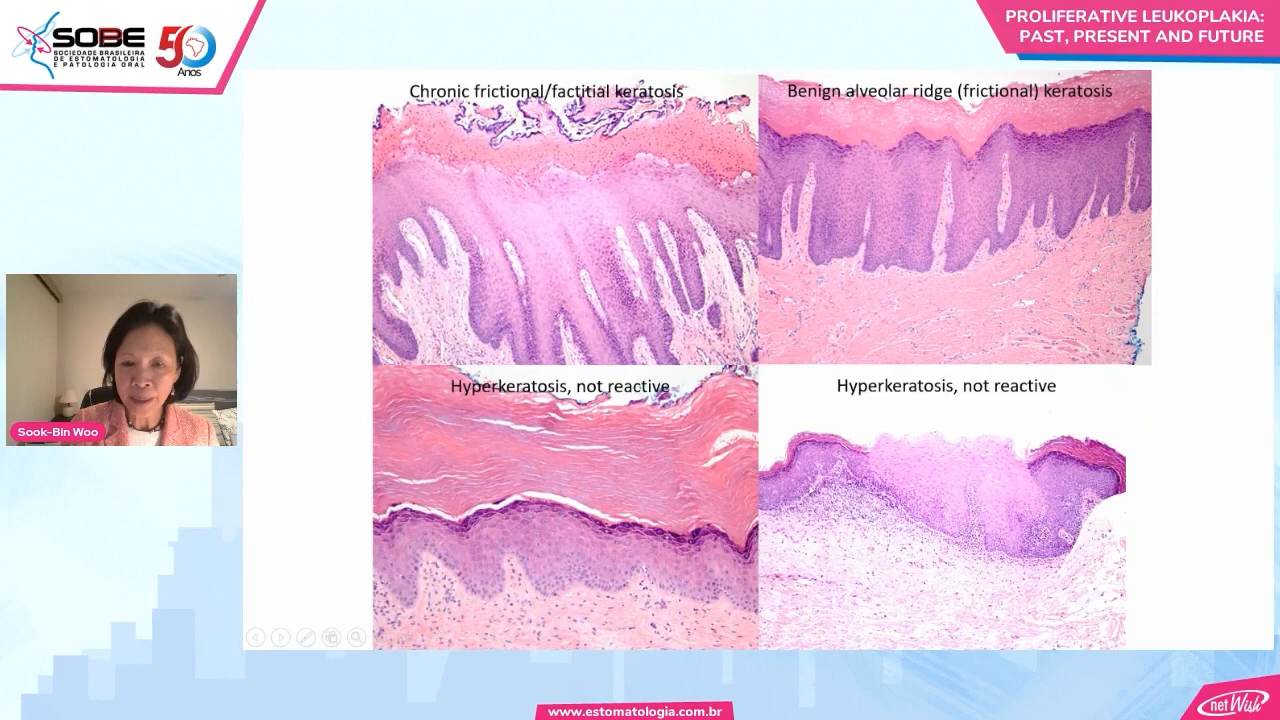 SOBE
SOCIEDADE BRASILEIRA
DE ESTOMATOLOGIA
E PATOLOGIA ORAL
50
Anos
PROLIFERATIVE LEUKOPLAKIA:
PAST, PRESENT AND FUTURE
Chronic frictional/factitial keratosis
Benign alveolar ridge (frictional) keratosis
Hyperkeratosis, not reactive
Hyperkeratosis, not reactive
Sook-Bin Woo
www.estomatologia.com.br
netWish